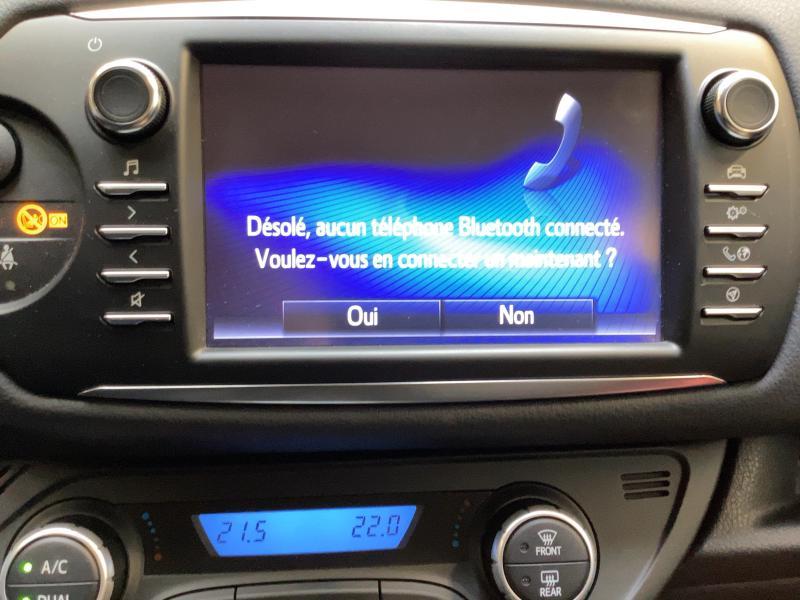 Désolé, aucun téléphone Bluetooth connecté.
Voulez-vous en connecter un maintenant ?
Oui
Non
ON
21.5
22.0
A/C
DUAL
FRONT
REAR